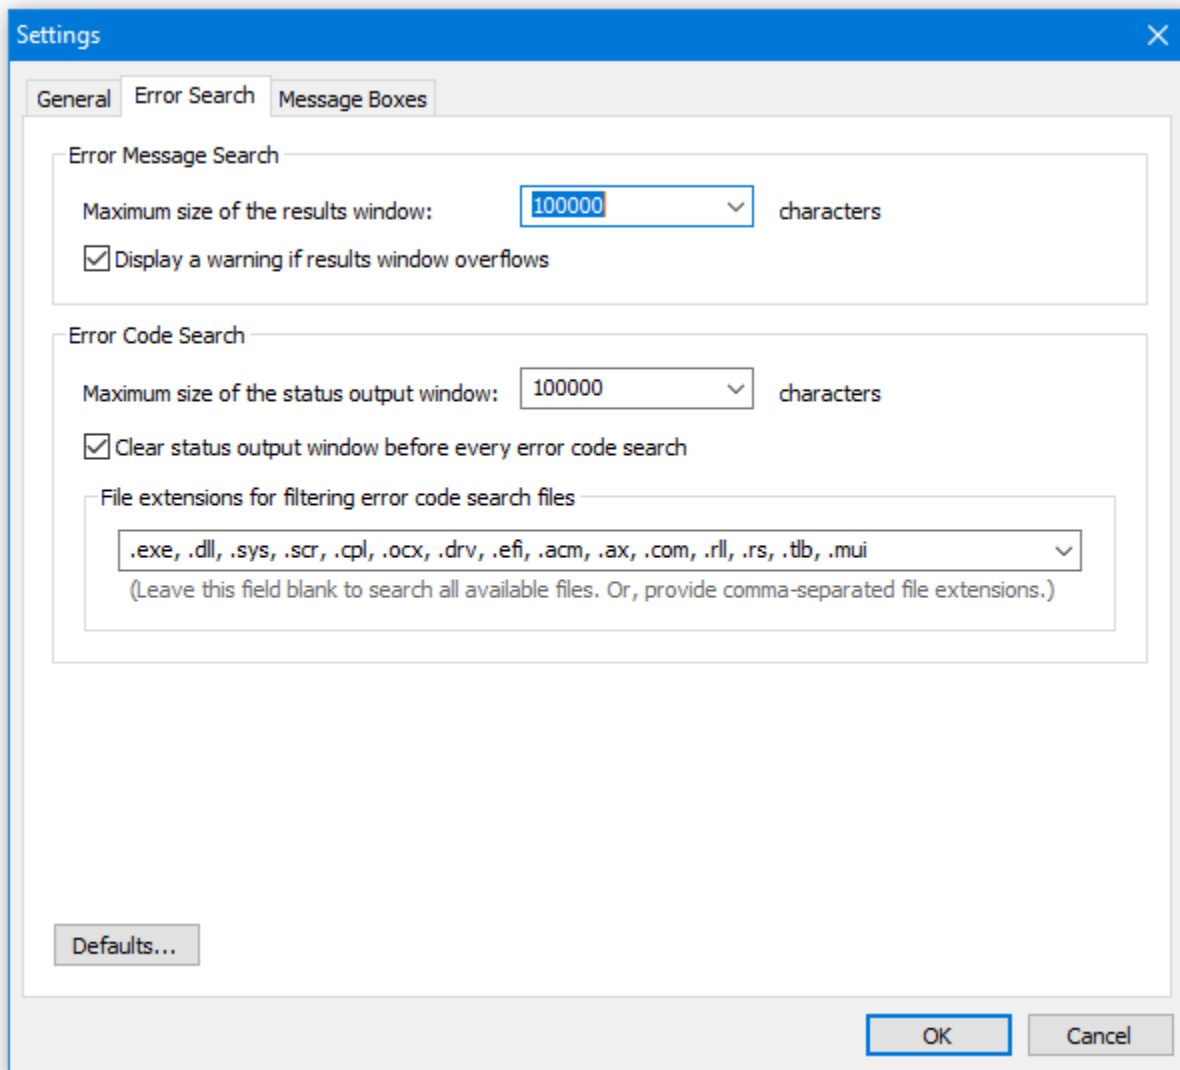 Settings
General Error Search Message Boxes
Error Message Search
Maximum size of the results window: 100000 characters
Display a warning if results window overflows
Error Code Search
Maximum size of the status output window: 100000 characters
Clear status output window before every error code search
File extensions for filtering error code search files
.exe, .dll, .sys, .scr, .cpl, .ocx, .drv, .efi, .acm, .ax, .com, .rll, .rs, .tlb, .mui
(Leave this field blank to search all available files. Or, provide comma-separated file extensions.)
Defaults...
OK Cancel